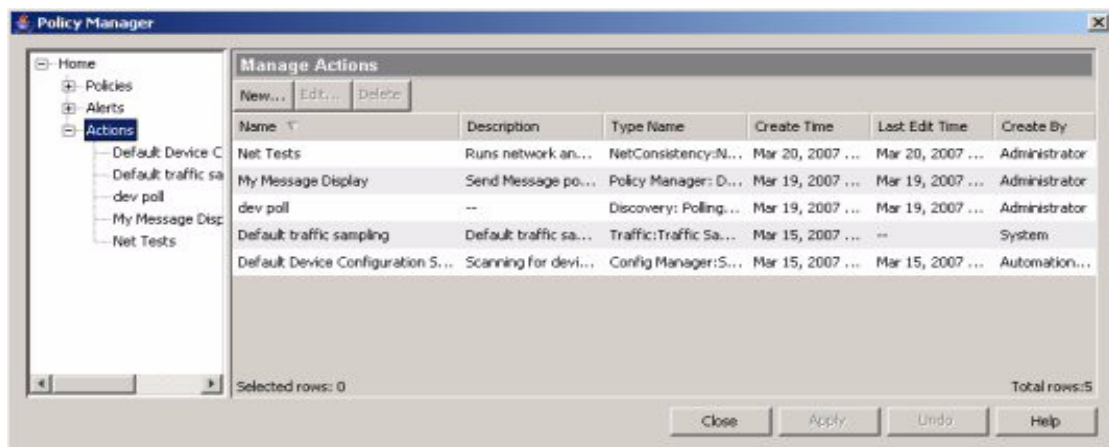 Policy Manager
Home
Policies
Alerts
Actions
Default Device C
Default traffic sa
dev poll
My Message Disp
Net Tests
Manage Actions
New... Edit... Delete
Name Description Type Name Create Time Last Edit Time Create By
Net Tests Runs network an... NetConsistency:N... Mar 20, 2007 ... Mar 20, 2007 ... Administrator
My Message Display Send Message po... Policy Manager: D... Mar 19, 2007 ... Mar 19, 2007 ... Administrator
dev poll -- Discovery: Polling... Mar 19, 2007 ... Mar 19, 2007 ... Administrator
Default traffic sampling Default traffic sa... Traffic:Traffic Sa... Mar 15, 2007 ... -- System
Default Device Configuration S... Scanning for devi... Config Manager:S... Mar 15, 2007 ... Mar 15, 2007 ... Automation...
Selected rows: 0 Total rows:5
Close Apply Undo Help